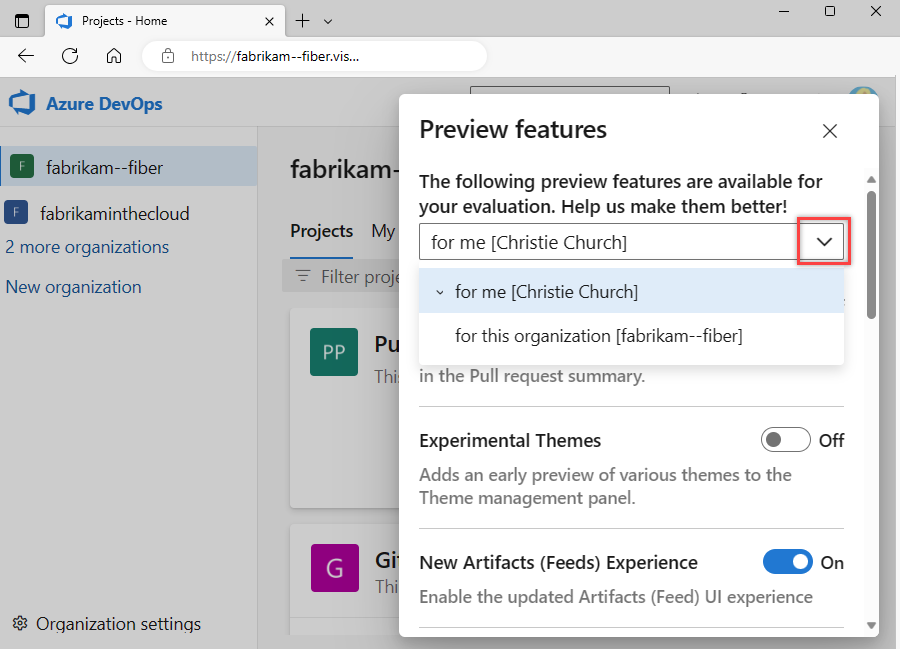 Projects - Home
https://fabrikam--fiber.vis...
Azure DevOps
F fabrikam--fiber
F fabrikaminthecloud
2 more organizations
New organization
Organization settings
fabrikam-
Projects My
Filter proje
PP Pu
This
G Git
This
Preview features
The following preview features are available for
your evaluation. Help us make them better!
for me [Christie Church]
for me [Christie Church]
for this organization [fabrikam--fiber]
in the Pull request summary.
Experimental Themes Off
Adds an early preview of various themes to the
Theme management panel.
New Artifacts (Feeds) Experience On
Enable the updated Artifacts (Feed) UI experience